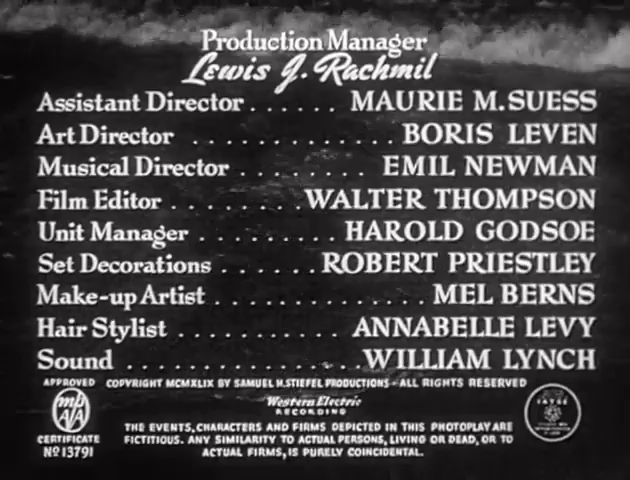 Production Manager
Lewis J. Rachmil
Assistant Director . . . . . . MAURIE M. SUESS
Art Director . . . . . . . . . . . . . BORIS LEVEN
Musical Director . . . . . . . . EMIL NEWMAN
Film Editor . . . . . . . . WALTER THOMPSON
Unit Manager . . . . . . . . . HAROLD GODSOE
Set Decorations . . . . . . ROBERT PRIESTLEY
Make-up Artist . . . . . . . . . . . . . MEL BERNS
Hair Stylist . . . . . . . . . . . ANNABELLE LEVY
Sound . . . . . . . . . . . . . . . . WILLIAM LYNCH
APPROVED COPYRIGHT MCMXLIX BY SAMUEL H. STIEFEL PRODUCTIONS - ALL RIGHTS RESERVED
MPAA
Western Electric
RECORDING
CERTIFICATE
No 13791
THE EVENTS, CHARACTERS AND FIRMS DEPICTED IN THIS PHOTOPLAY ARE
FICTITIOUS. ANY SIMILARITY TO ACTUAL PERSONS, LIVING OR DEAD, OR TO
ACTUAL FIRMS, IS PURELY COINCIDENTAL.